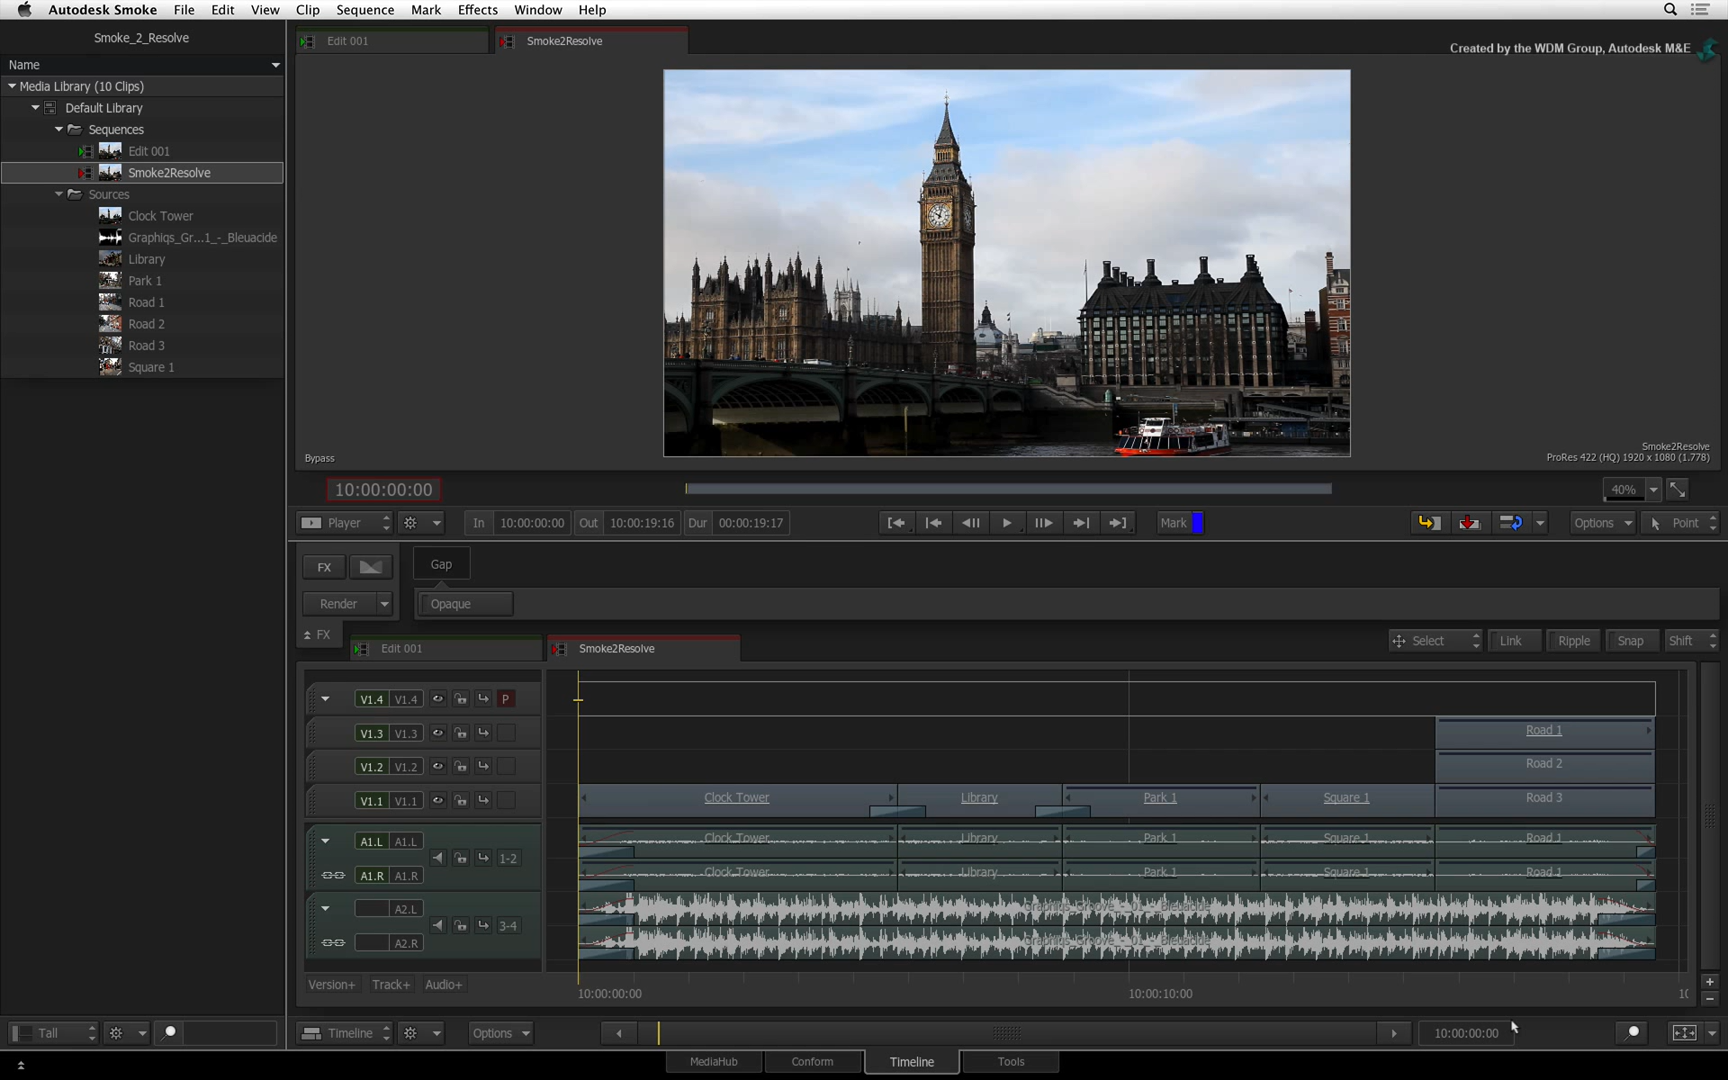 Autodesk Smoke File Edit View Clip Sequence Mark Effects Window Help
Smoke_2_Resolve
Edit 001
Smoke2Resolve
Created by the WDM Group, Autodesk M&E
Name
Media Library (10 Clips)
Default Library
Sequences
Edit 001
Smoke2Resolve
Sources
Clock Tower
Graphiqs_Gr...1_-_Bleuacide
Library
Park 1
Road 1
Road 2
Road 3
Square 1
Bypass
Smoke2Resolve
ProRes 422 (HQ) 1920 x 1080 (1.778)
10:00:00:00
40%
Player In 10:00:00:00 Out 10:00:19:16 Dur 00:00:19:17 Mark Options Point
FX Gap
Render Opaque
FX
Edit 001
Smoke2Resolve
Select Link Ripple Snap Shift
V1.4 V1.4 P
V1.3 V1.3 Road 1
V1.2 V1.2 Road 2
V1.1 V1.1 Clock Tower Library Park 1 Square 1 Road 3
A1.L A1.L Clock Tower Library Park 1 Square 1 Road 1
1-2
A1.R A1.R Clock Tower Library Park 1 Square 1 Road 1
A2.L Graphiqs_Groove_-_01_-_Bleuacide
3-4
A2.R Graphiqs_Groove_-_01_-_Bleuacide
Version+ Track+ Audio+
10:00:00:00 10:00:10:00
Tall Timeline Options 10:00:00:00
MediaHub Conform Timeline Tools